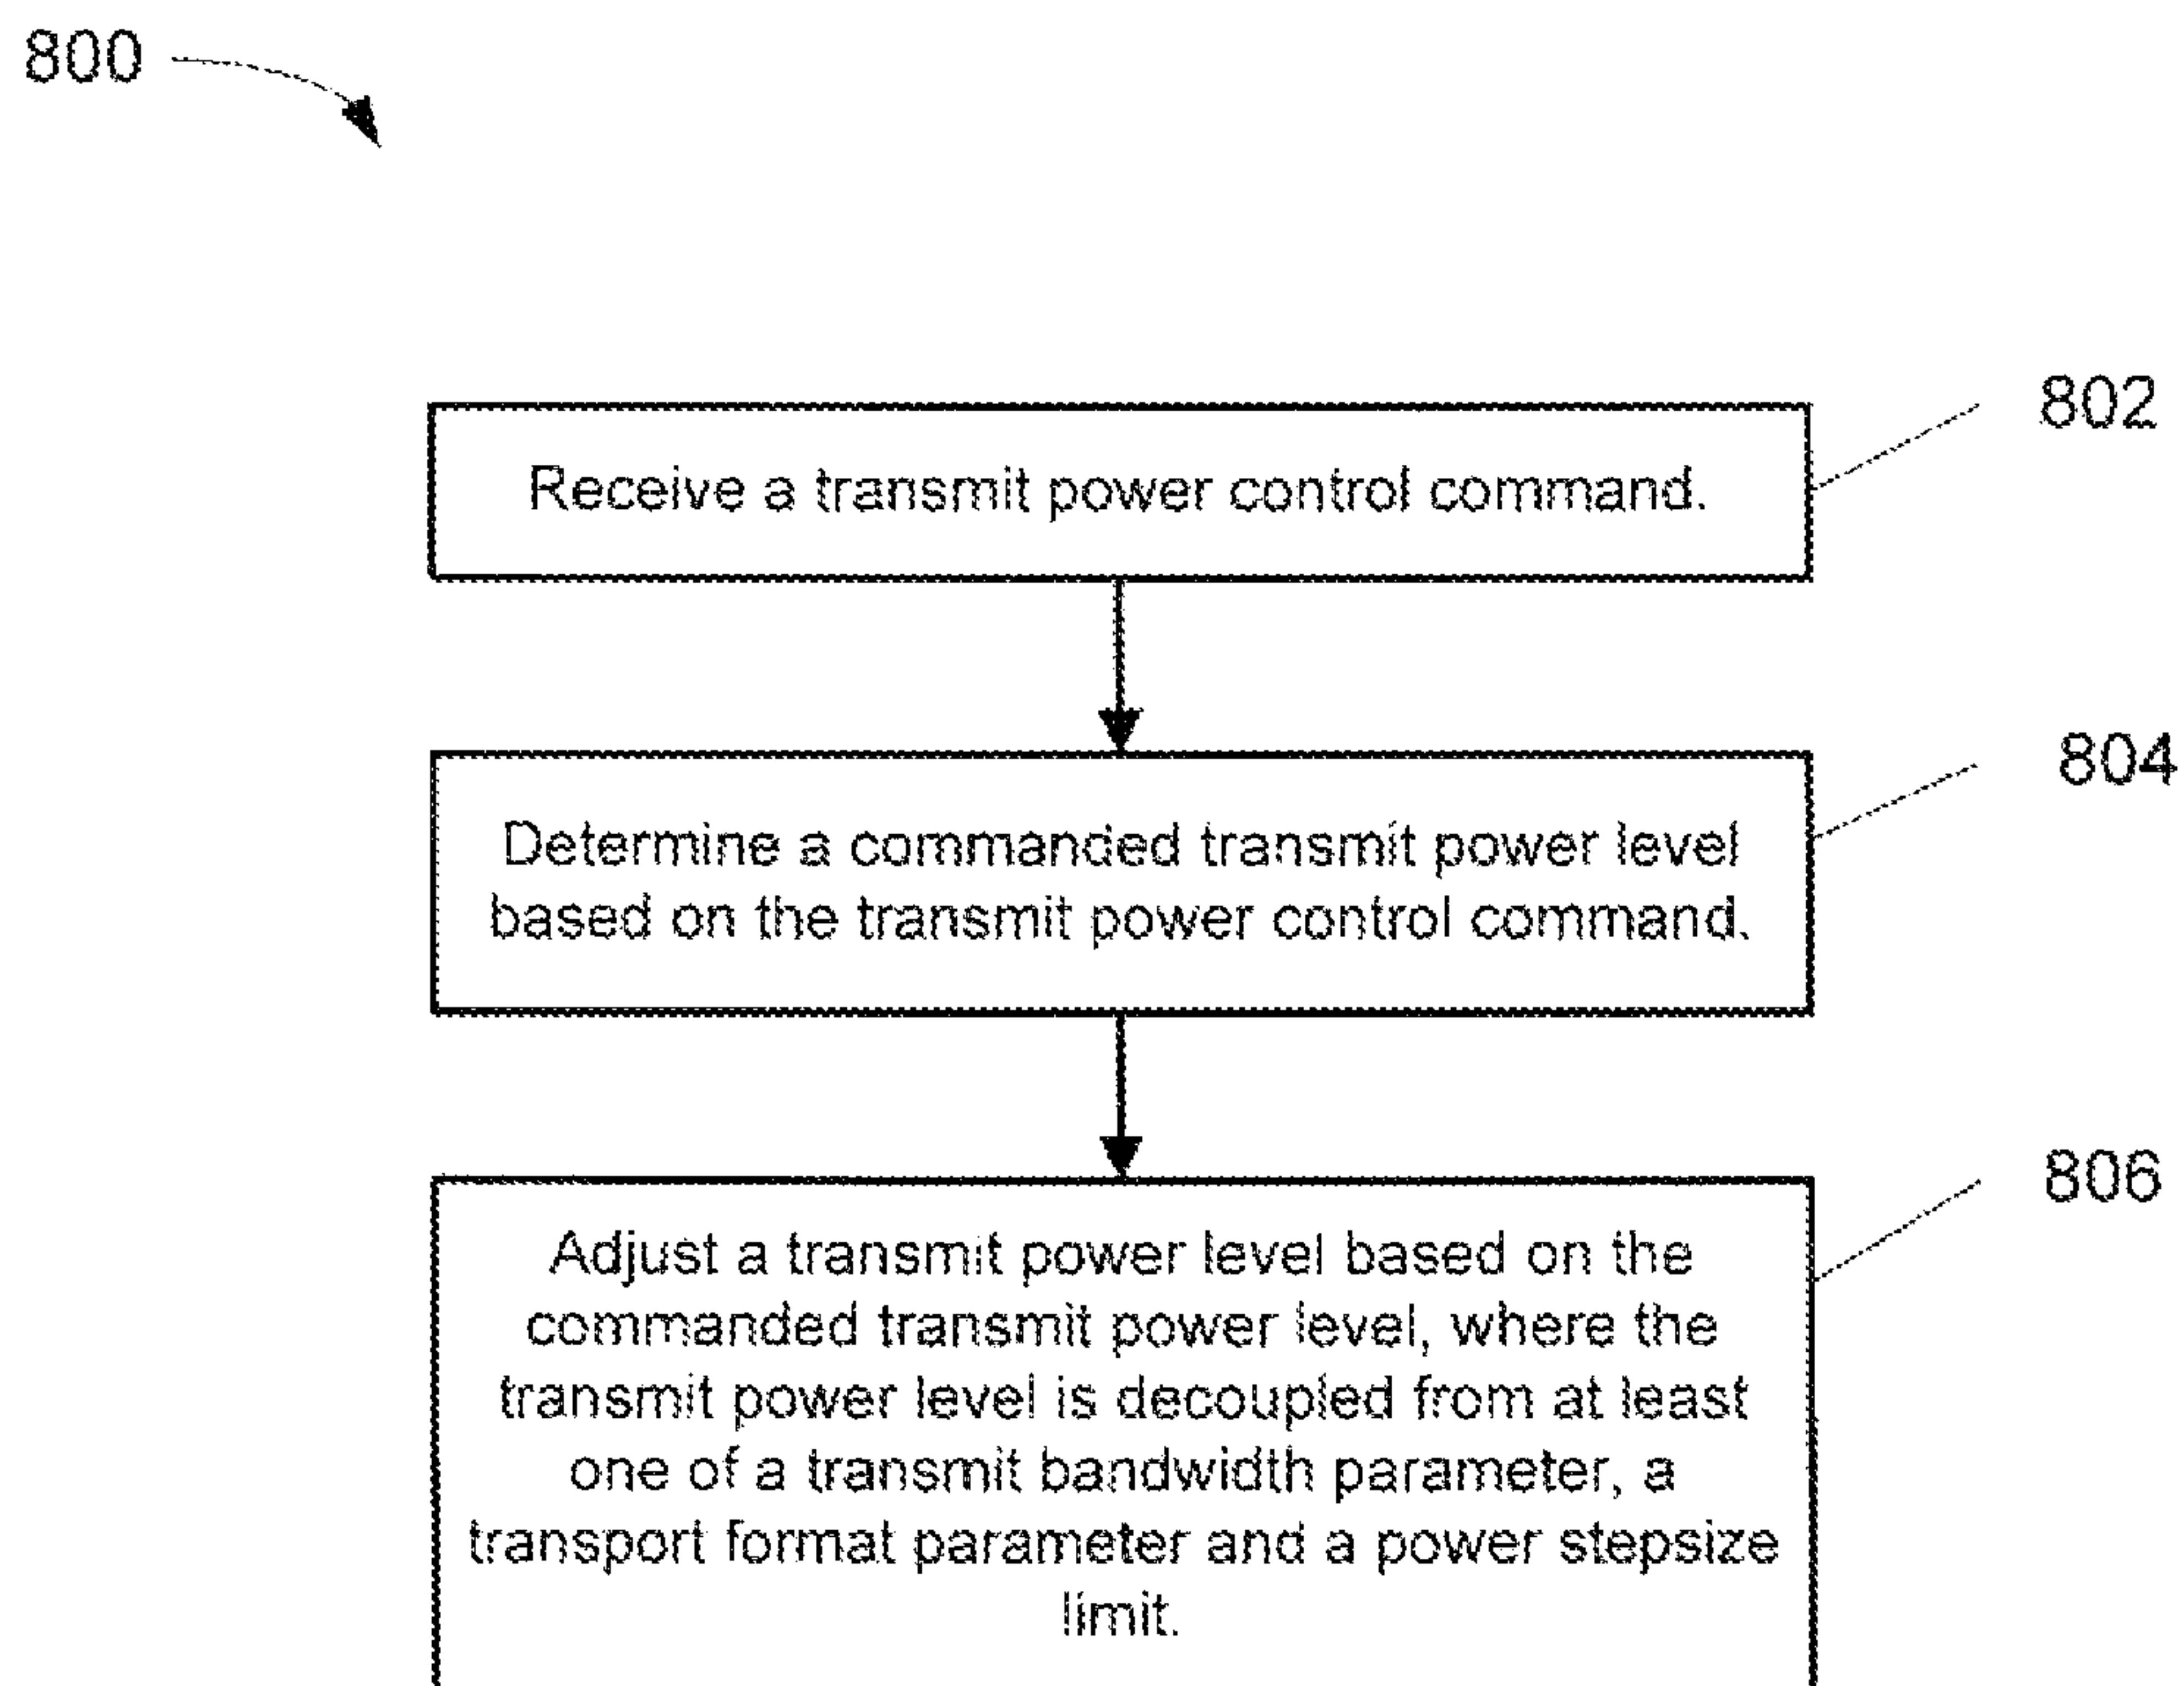 800
802
Receive a transmit power control command.
804
Determine a commanded transmit power level
based on the transmit power control command.
806
Adjust a transmit power level based on the
commanded transmit power level, where the
transmit power level is decoupled from at least
one of a transmit bandwidth parameter, a
transport format parameter and a power stepsize
limit.